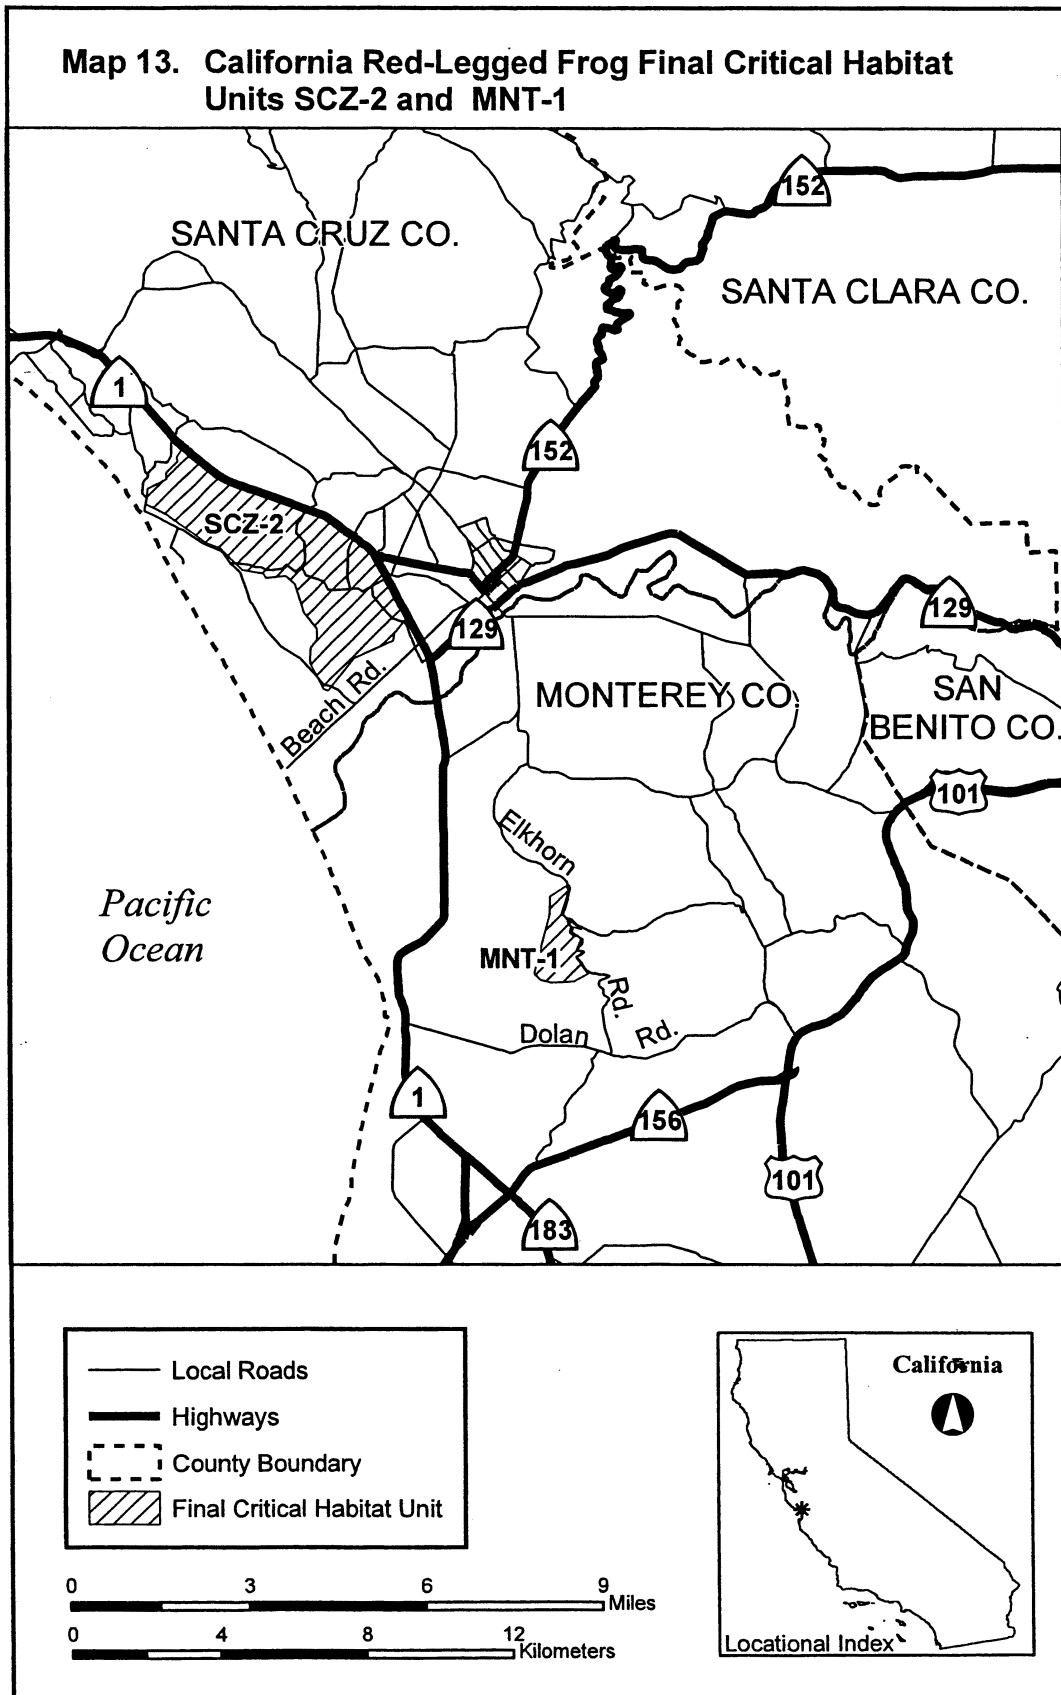 Map 13. California Red-Legged Frog Final Critical Habitat
Units SCZ-2 and MNT-1
152
SANTA CRUZ CO.
SANTA CLARA CO.
1
152
SCZ-2
129
129
Beach Rd.
MONTEREY CO.
SAN
BENITO CO.
101
Elkhorn
Pacific
Ocean
MNT-1
Rd.
Dolan Rd.
1
156
101
183
Local Roads
Highways
County Boundary
Final Critical Habitat Unit
0 3 6 9
Miles
0 4 8 12
Kilometers
California
Locational Index